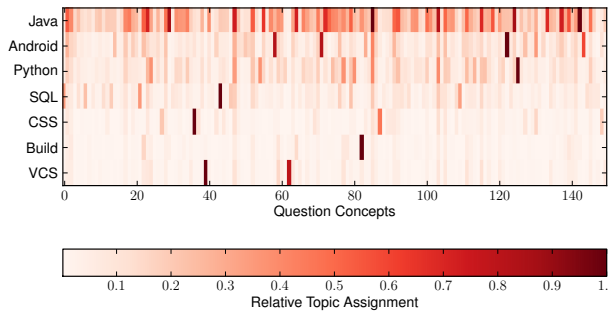 Java
Android
Python
SQL
CSS
Build
VCS
0 20 40 60 80 100 120 140
Question Concepts
0.1 0.2 0.3 0.4 0.5 0.6 0.7 0.8 0.9 1.
Relative Topic Assignment